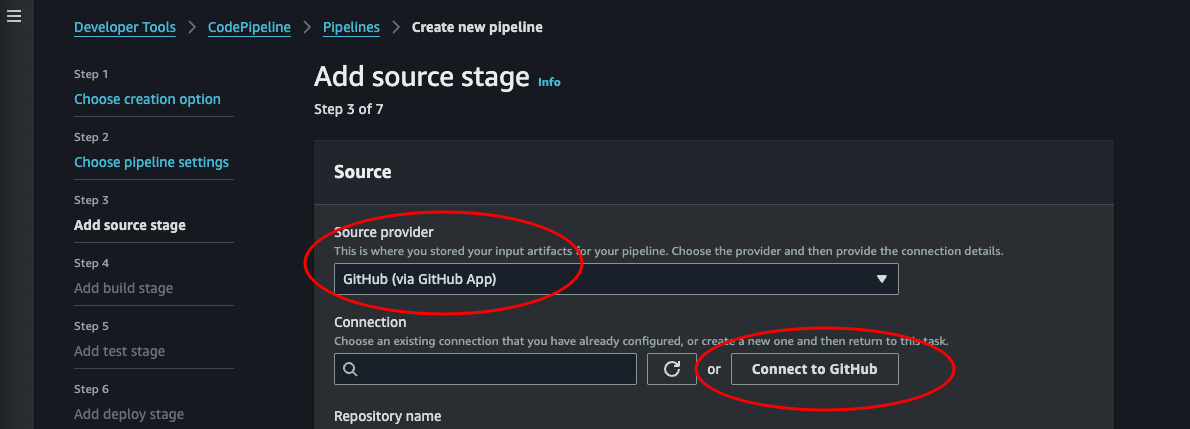 Developer Tools > CodePipeline > Pipelines > Create new pipeline
Step 1
Choose creation option
Step 2
Choose pipeline settings
Step 3
Add source stage
Step 4
Add build stage
Step 5
Add test stage
Step 6
Add deploy stage
Add source stage Info
Step 3 of 7
Source
Source provider
This is where you stored your input artifacts for your pipeline. Choose the provider and then provide the connection details.
GitHub (via GitHub App)
Connection
Choose an existing connection that you have already configured, or create a new one and then return to this task.
or Connect to GitHub
Repository name